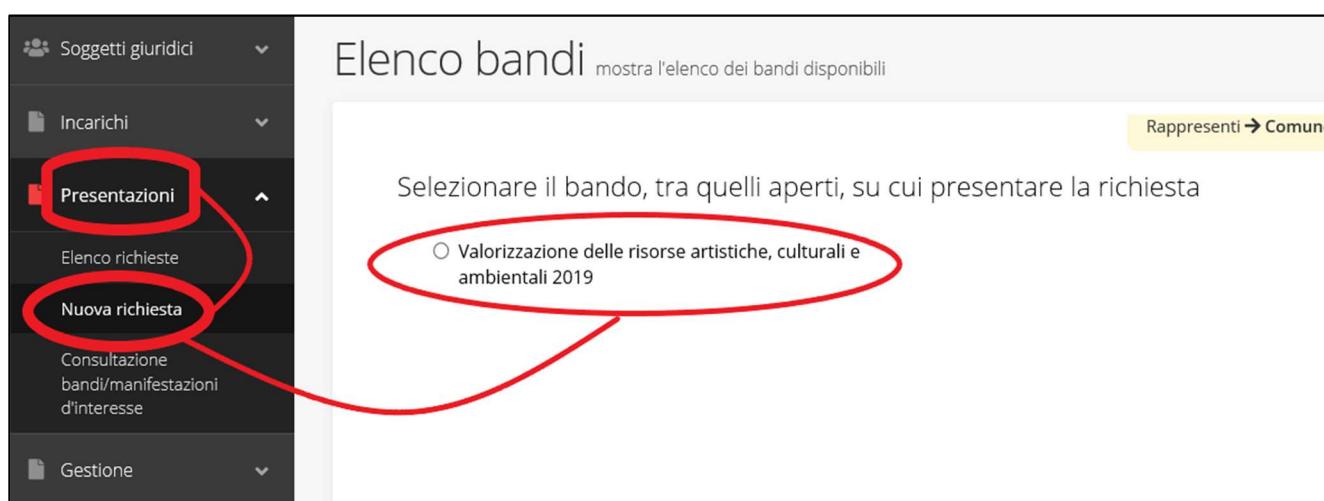 Soggetti giuridici
Incarichi
Presentazioni
Elenco richieste
Nuova richiesta
Consultazione
bandi/manifestazioni
d'interesse
Gestione
Elenco bandi mostra l'elenco dei bandi disponibili
Rappresenti → Comun
Selezionare il bando, tra quelli aperti, su cui presentare la richiesta
Valorizzazione delle risorse artistiche, culturali e
ambientali 2019